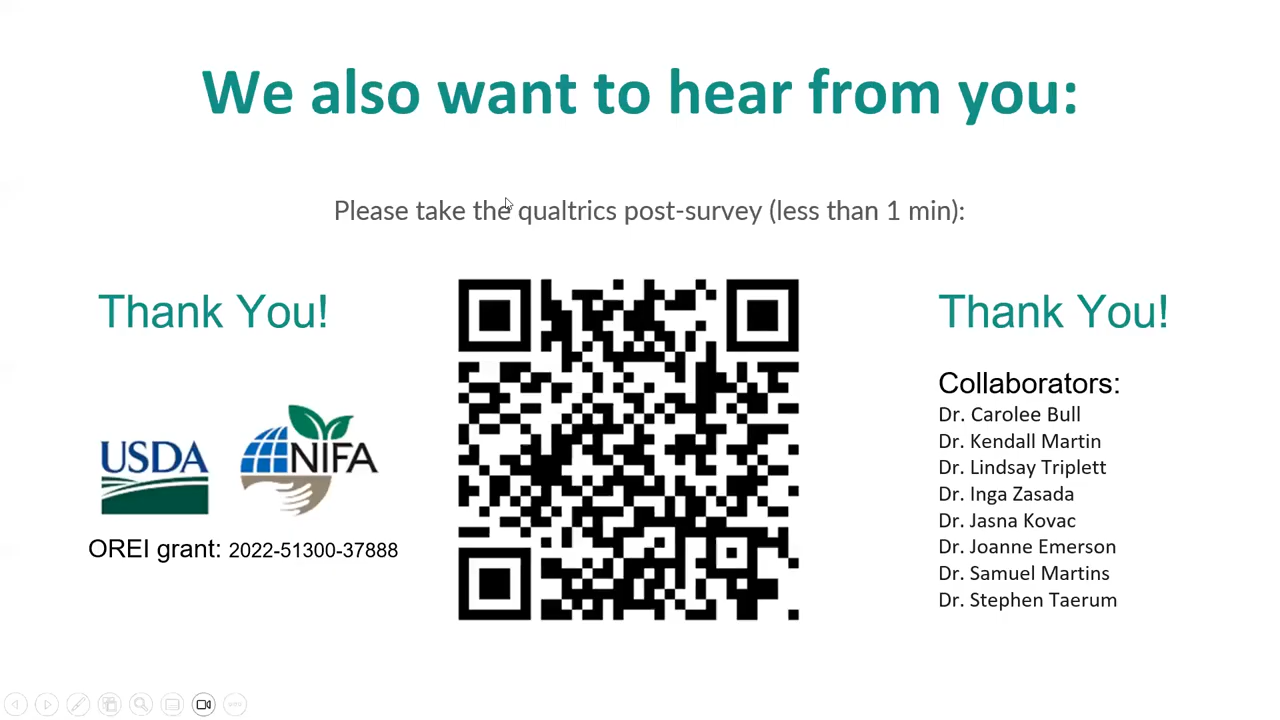 We also want to hear from you:
Please take the qualtrics post-survey (less than 1 min):
Thank You!
USDA
NIFA
OREI grant: 2022-51300-37888
Thank You!
Collaborators:
Dr. Carolee Bull
Dr. Kendall Martin
Dr. Lindsay Triplett
Dr. Inga Zasada
Dr. Jasna Kovac
Dr. Joanne Emerson
Dr. Samuel Martins
Dr. Stephen Taerum